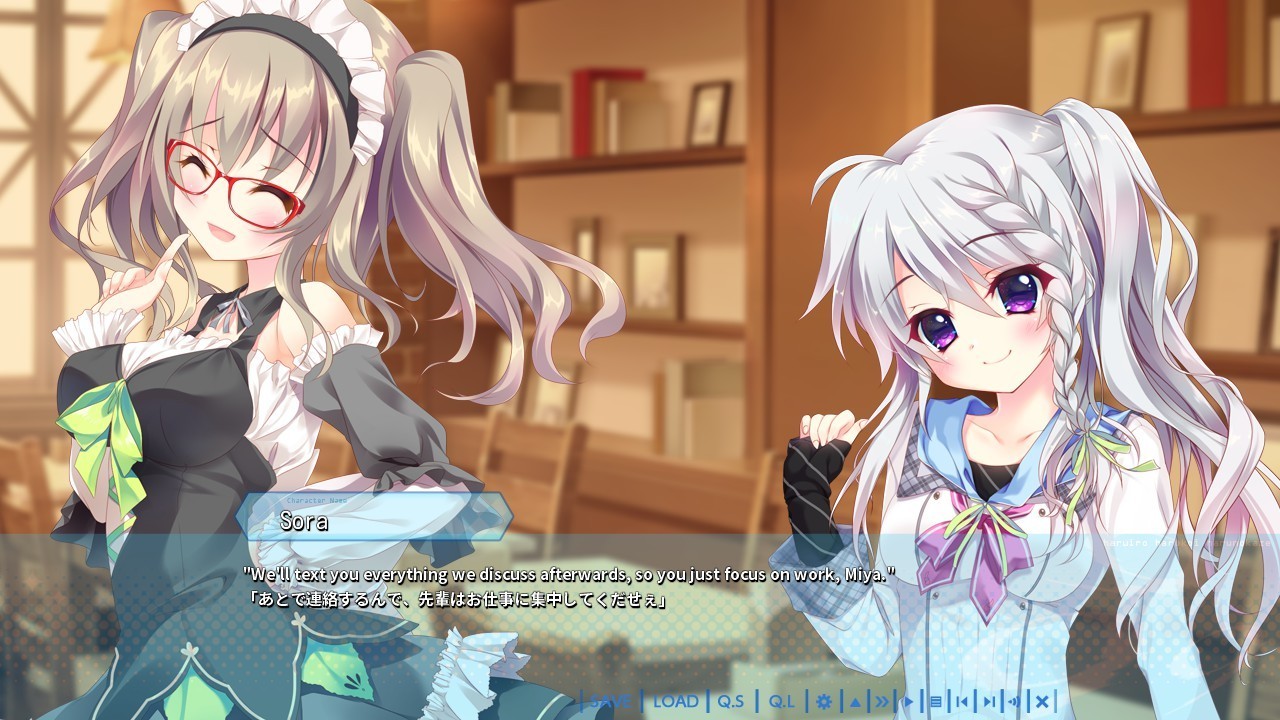 Character Name
Sora
"We'll text you everything we discuss afterwards, so you just focus on work, Miya."
「あとで連絡するんで、先輩はお仕事に集中してくだせぇ」
SAVE LOAD Q.S Q.L